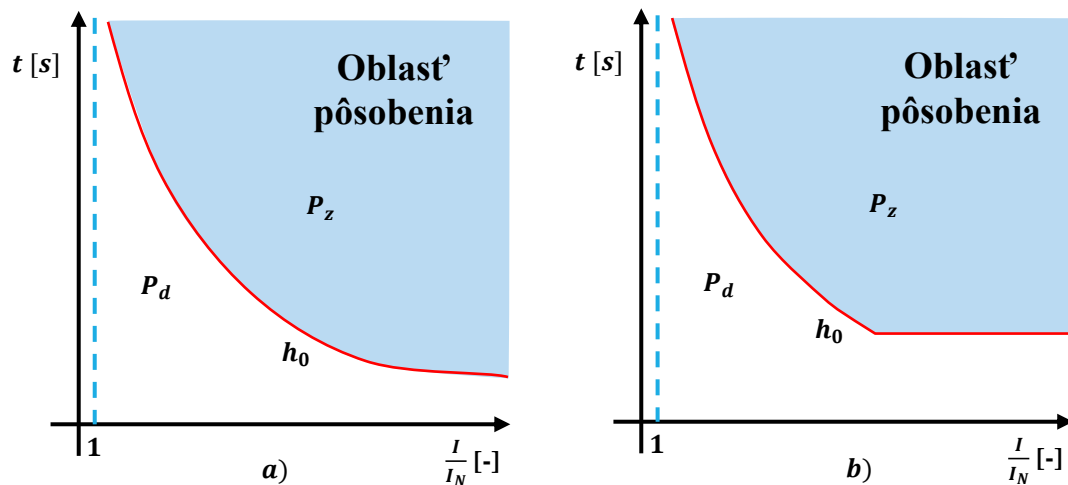 t [s]
Oblasť
pôsobenia
P_z
P_d
h_0
1
I/I_N [-]
a)
t [s]
Oblasť
pôsobenia
P_z
P_d
h_0
1
I/I_N [-]
b)